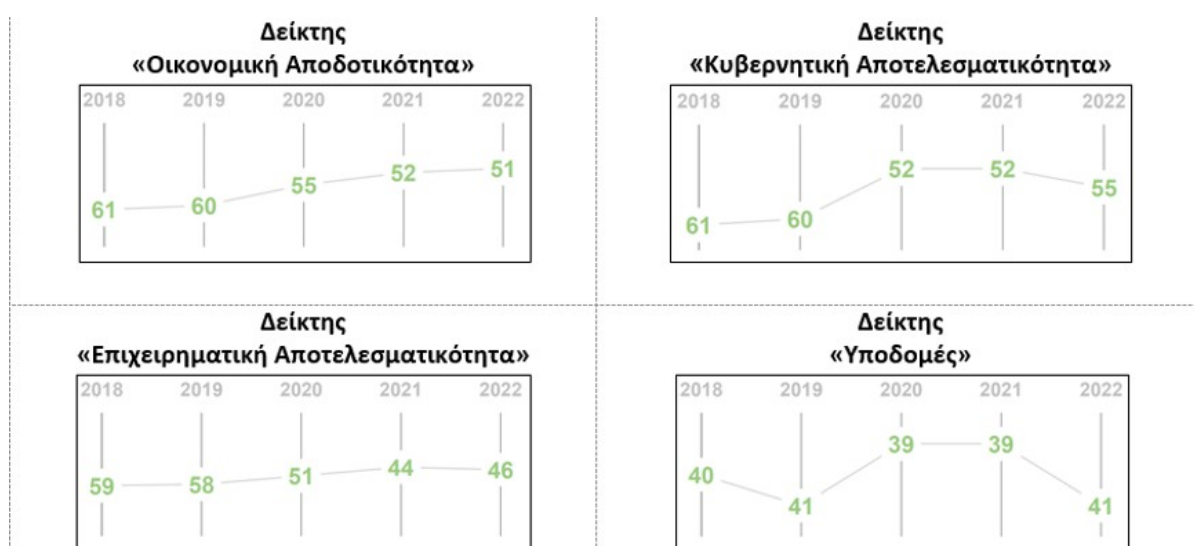 Δείκτης
«Οικονομική Αποδοτικότητα»
2018 2019 2020 2021 2022
61 60 55 52 51
Δείκτης
«Κυβερνητική Αποτελεσματικότητα»
2018 2019 2020 2021 2022
61 60 52 52 55
Δείκτης
«Επιχειρηματική Αποτελεσματικότητα»
2018 2019 2020 2021 2022
59 58 51 44 46
Δείκτης
«Υποδομές»
2018 2019 2020 2021 2022
40 41 39 39 41